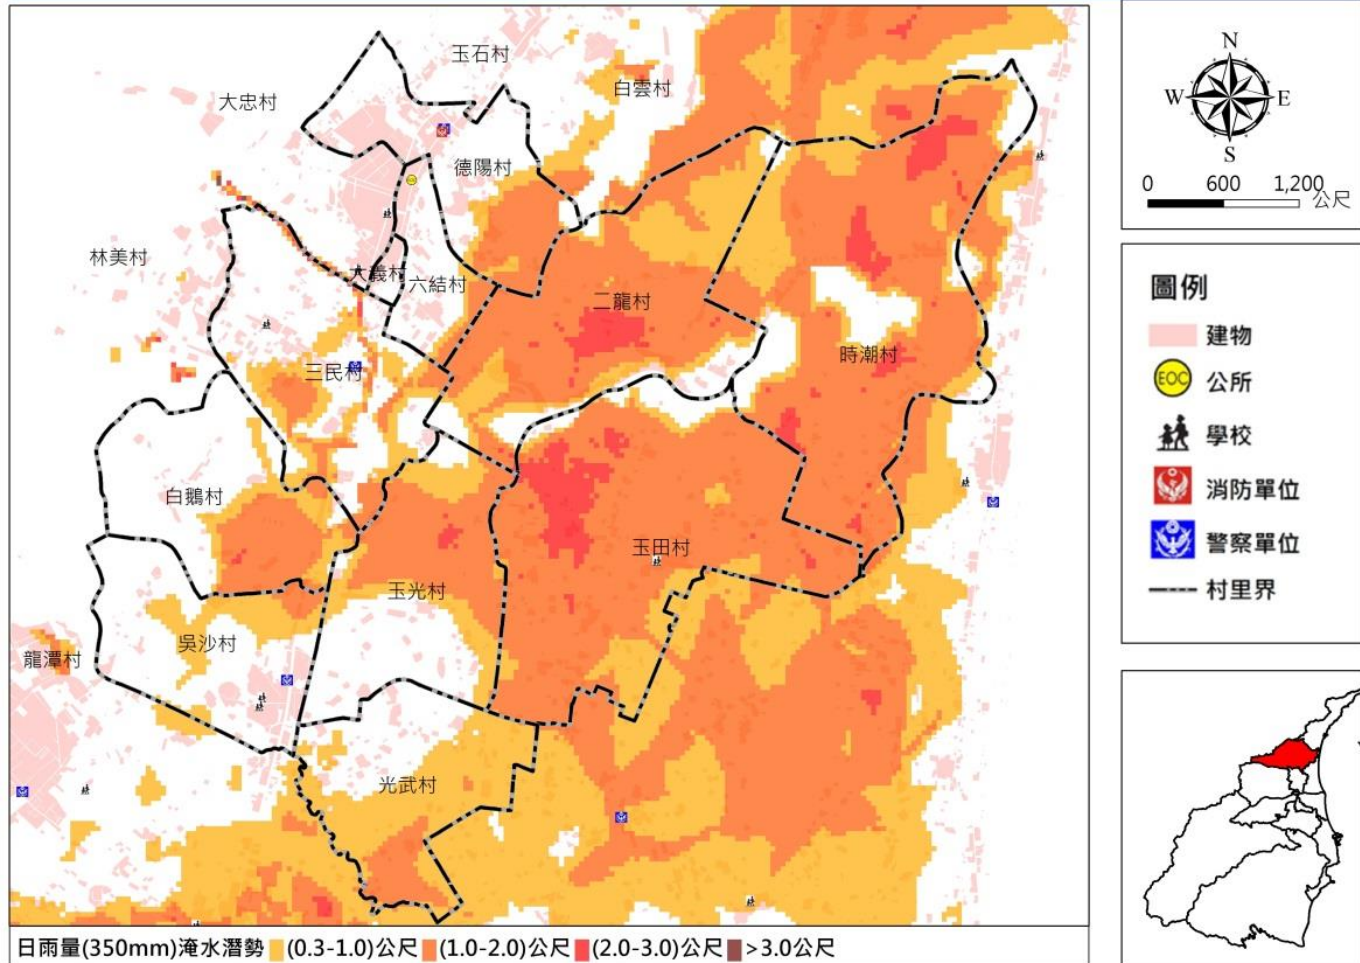 玉石村
白雲村
大忠村
德陽村
林美村
大義村
六結村
二龍村
時潮村
三民村
白鵝村
玉田村
玉光村
吳沙村
龍潭村
光武村
日雨量(350mm)淹水潛勢 (0.3-1.0)公尺 (1.0-2.0)公尺 (2.0-3.0)公尺 >3.0公尺
N
W E
S
0 600 1,200 公尺
圖例
建物
EOC 公所
學校
消防單位
警察單位
村里界